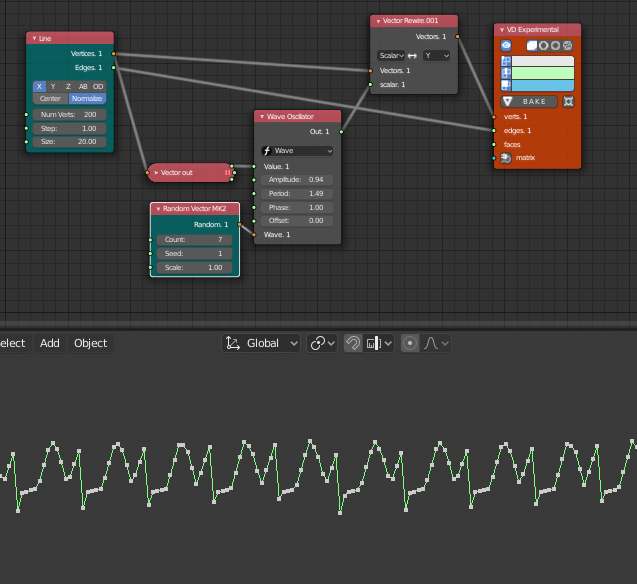 Line
Vertices. 1
Edges. 1
X Y Z AB OD
Center Normalize
Num Verts: 200
Step: 1.00
Size: 20.00
Vector out
Random Vector MK2
Random. 1
Count: 7
Seed: 1
Scale: 1.00
Wave Oscillator
Out. 1
Wave
Value. 1
Amplitude: 0.94
Period: 1.49
Phase: 1.00
Offset: 0.00
Wave. 1
Vector Rewire.001
Vectors. 1
Scalar Y
Vectors. 1
scalar. 1
VD Experimental
BAKE
verts. 1
edges. 1
faces
matrix
elect Add Object Global